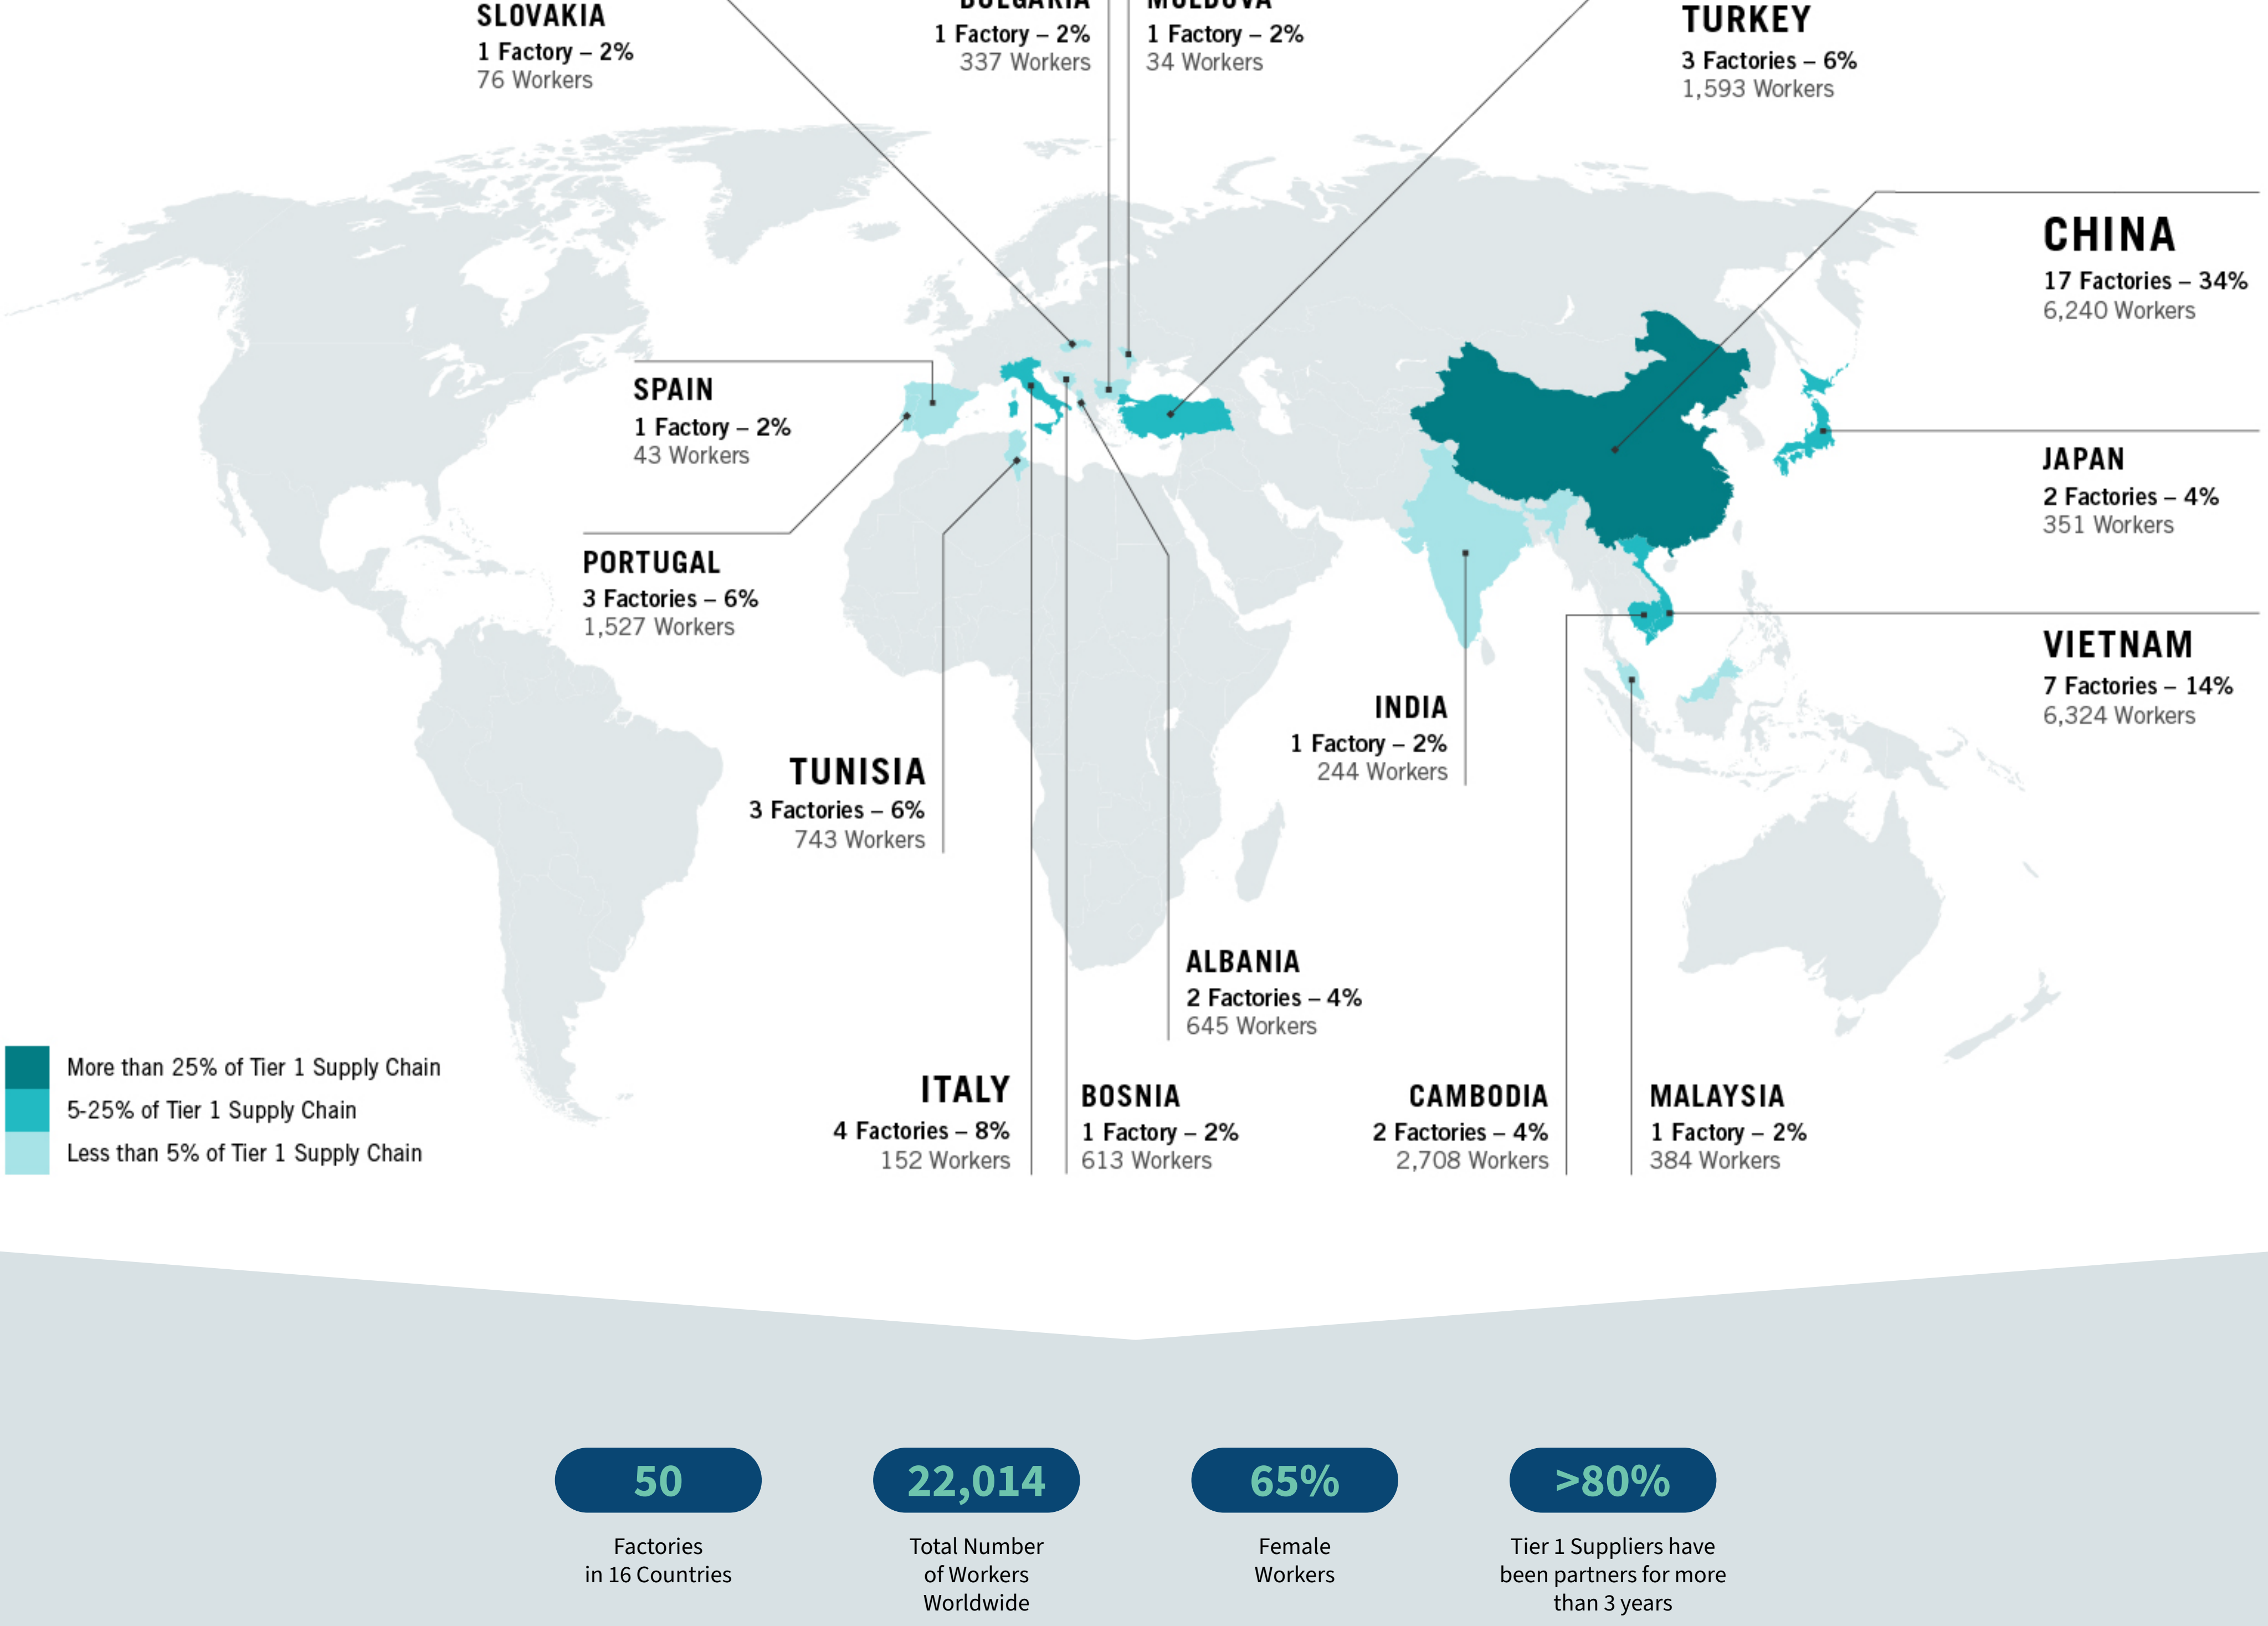 SLOVAKIA
1 Factory – 2%
76 Workers
BULGARIA
1 Factory – 2%
337 Workers
MOLDOVA
1 Factory – 2%
34 Workers
TURKEY
3 Factories – 6%
1,593 Workers
CHINA
17 Factories – 34%
6,240 Workers
SPAIN
1 Factory – 2%
43 Workers
JAPAN
2 Factories – 4%
351 Workers
PORTUGAL
3 Factories – 6%
1,527 Workers
VIETNAM
7 Factories – 14%
6,324 Workers
INDIA
1 Factory – 2%
244 Workers
TUNISIA
3 Factories – 6%
743 Workers
ALBANIA
2 Factories – 4%
645 Workers
More than 25% of Tier 1 Supply Chain
5-25% of Tier 1 Supply Chain
Less than 5% of Tier 1 Supply Chain
ITALY
4 Factories – 8%
152 Workers
BOSNIA
1 Factory – 2%
613 Workers
CAMBODIA
2 Factories – 4%
2,708 Workers
MALAYSIA
1 Factory – 2%
384 Workers
50
Factories
in 16 Countries
22,014
Total Number
of Workers
Worldwide
65%
Female
Workers
>80%
Tier 1 Suppliers have
been partners for more
than 3 years